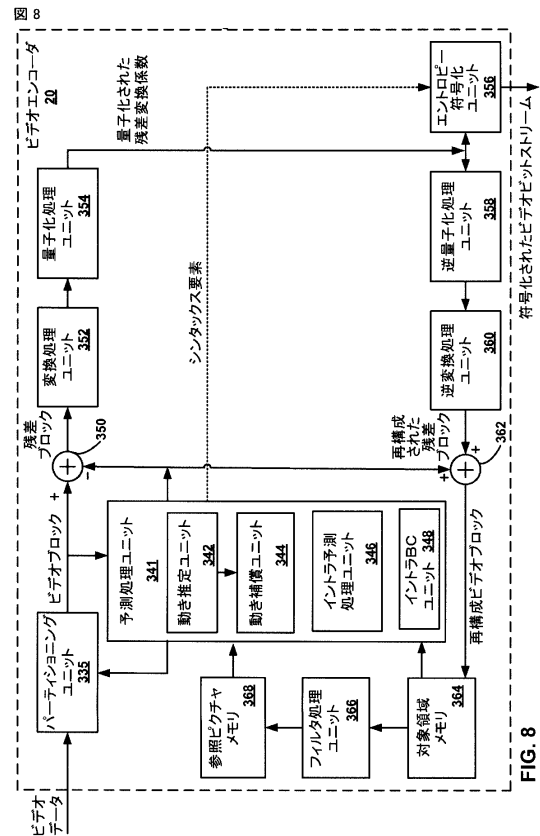 図 8
ビデオエンコーダ
20
ビデオ
データ
パーティショニング
ユニット
335
ビデオブロック
+
-
350
残差
ブロック
変換処理
ユニット
352
量子化処理
ユニット
354
量子化された
残差変換係数
シンタックス要素
予測処理ユニット
341
動き推定ユニット
342
動き補償ユニット
344
イントラ予測
処理ユニット
346
イントラBC
ユニット
348
参照ピクチャ
メモリ
368
フィルタ処理
ユニット
366
対象領域
メモリ
364
再構成ビデオブロック
+
+
362
再構成
された
残差
ブロック
逆変換処理
ユニット
360
逆量子化処理
ユニット
358
エントロピー
符号化
ユニット
356
符号化されたビデオビットストリーム
FIG. 8